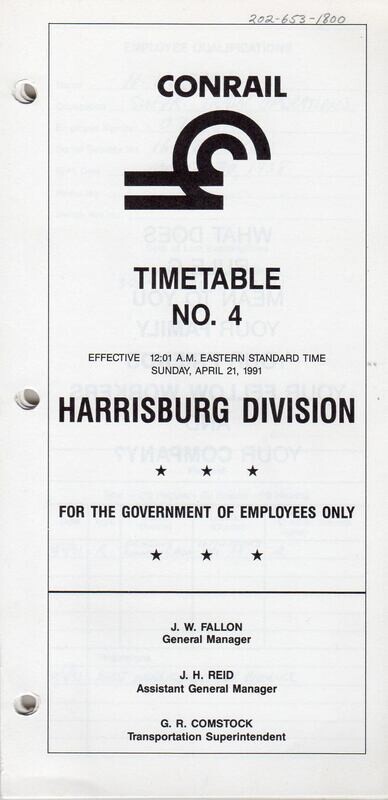 202-653-1800
CONRAIL
TIMETABLE
NO. 4
EFFECTIVE 12:01 A.M. EASTERN STANDARD TIME
SUNDAY, APRIL 21, 1991
HARRISBURG DIVISION
★ ★ ★
FOR THE GOVERNMENT OF EMPLOYEES ONLY
★ ★ ★
J. W. FALLON
General Manager
J. H. REID
Assistant General Manager
G. R. COMSTOCK
Transportation Superintendent